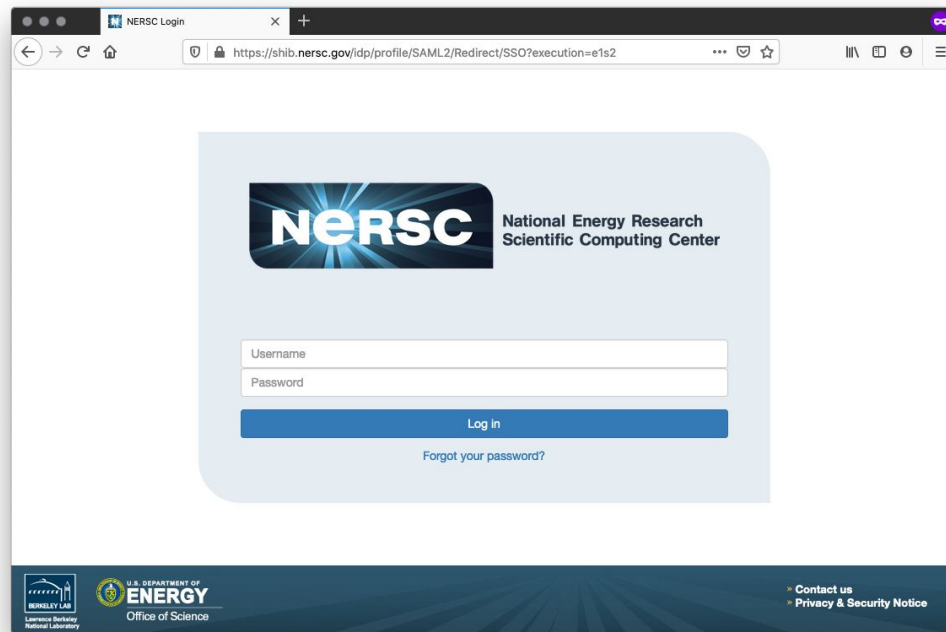 NERSC Login
https://shib.nersc.gov/idp/profile/SAML2/Redirect/SSO?execution=e1s2
NERSC
National Energy Research
Scientific Computing Center
Username
Password
Log in
Forgot your password?
BERKELEY LAB
Lawrence Berkeley
National Laboratory
U.S. DEPARTMENT OF
ENERGY
Office of Science
» Contact us
» Privacy & Security Notice